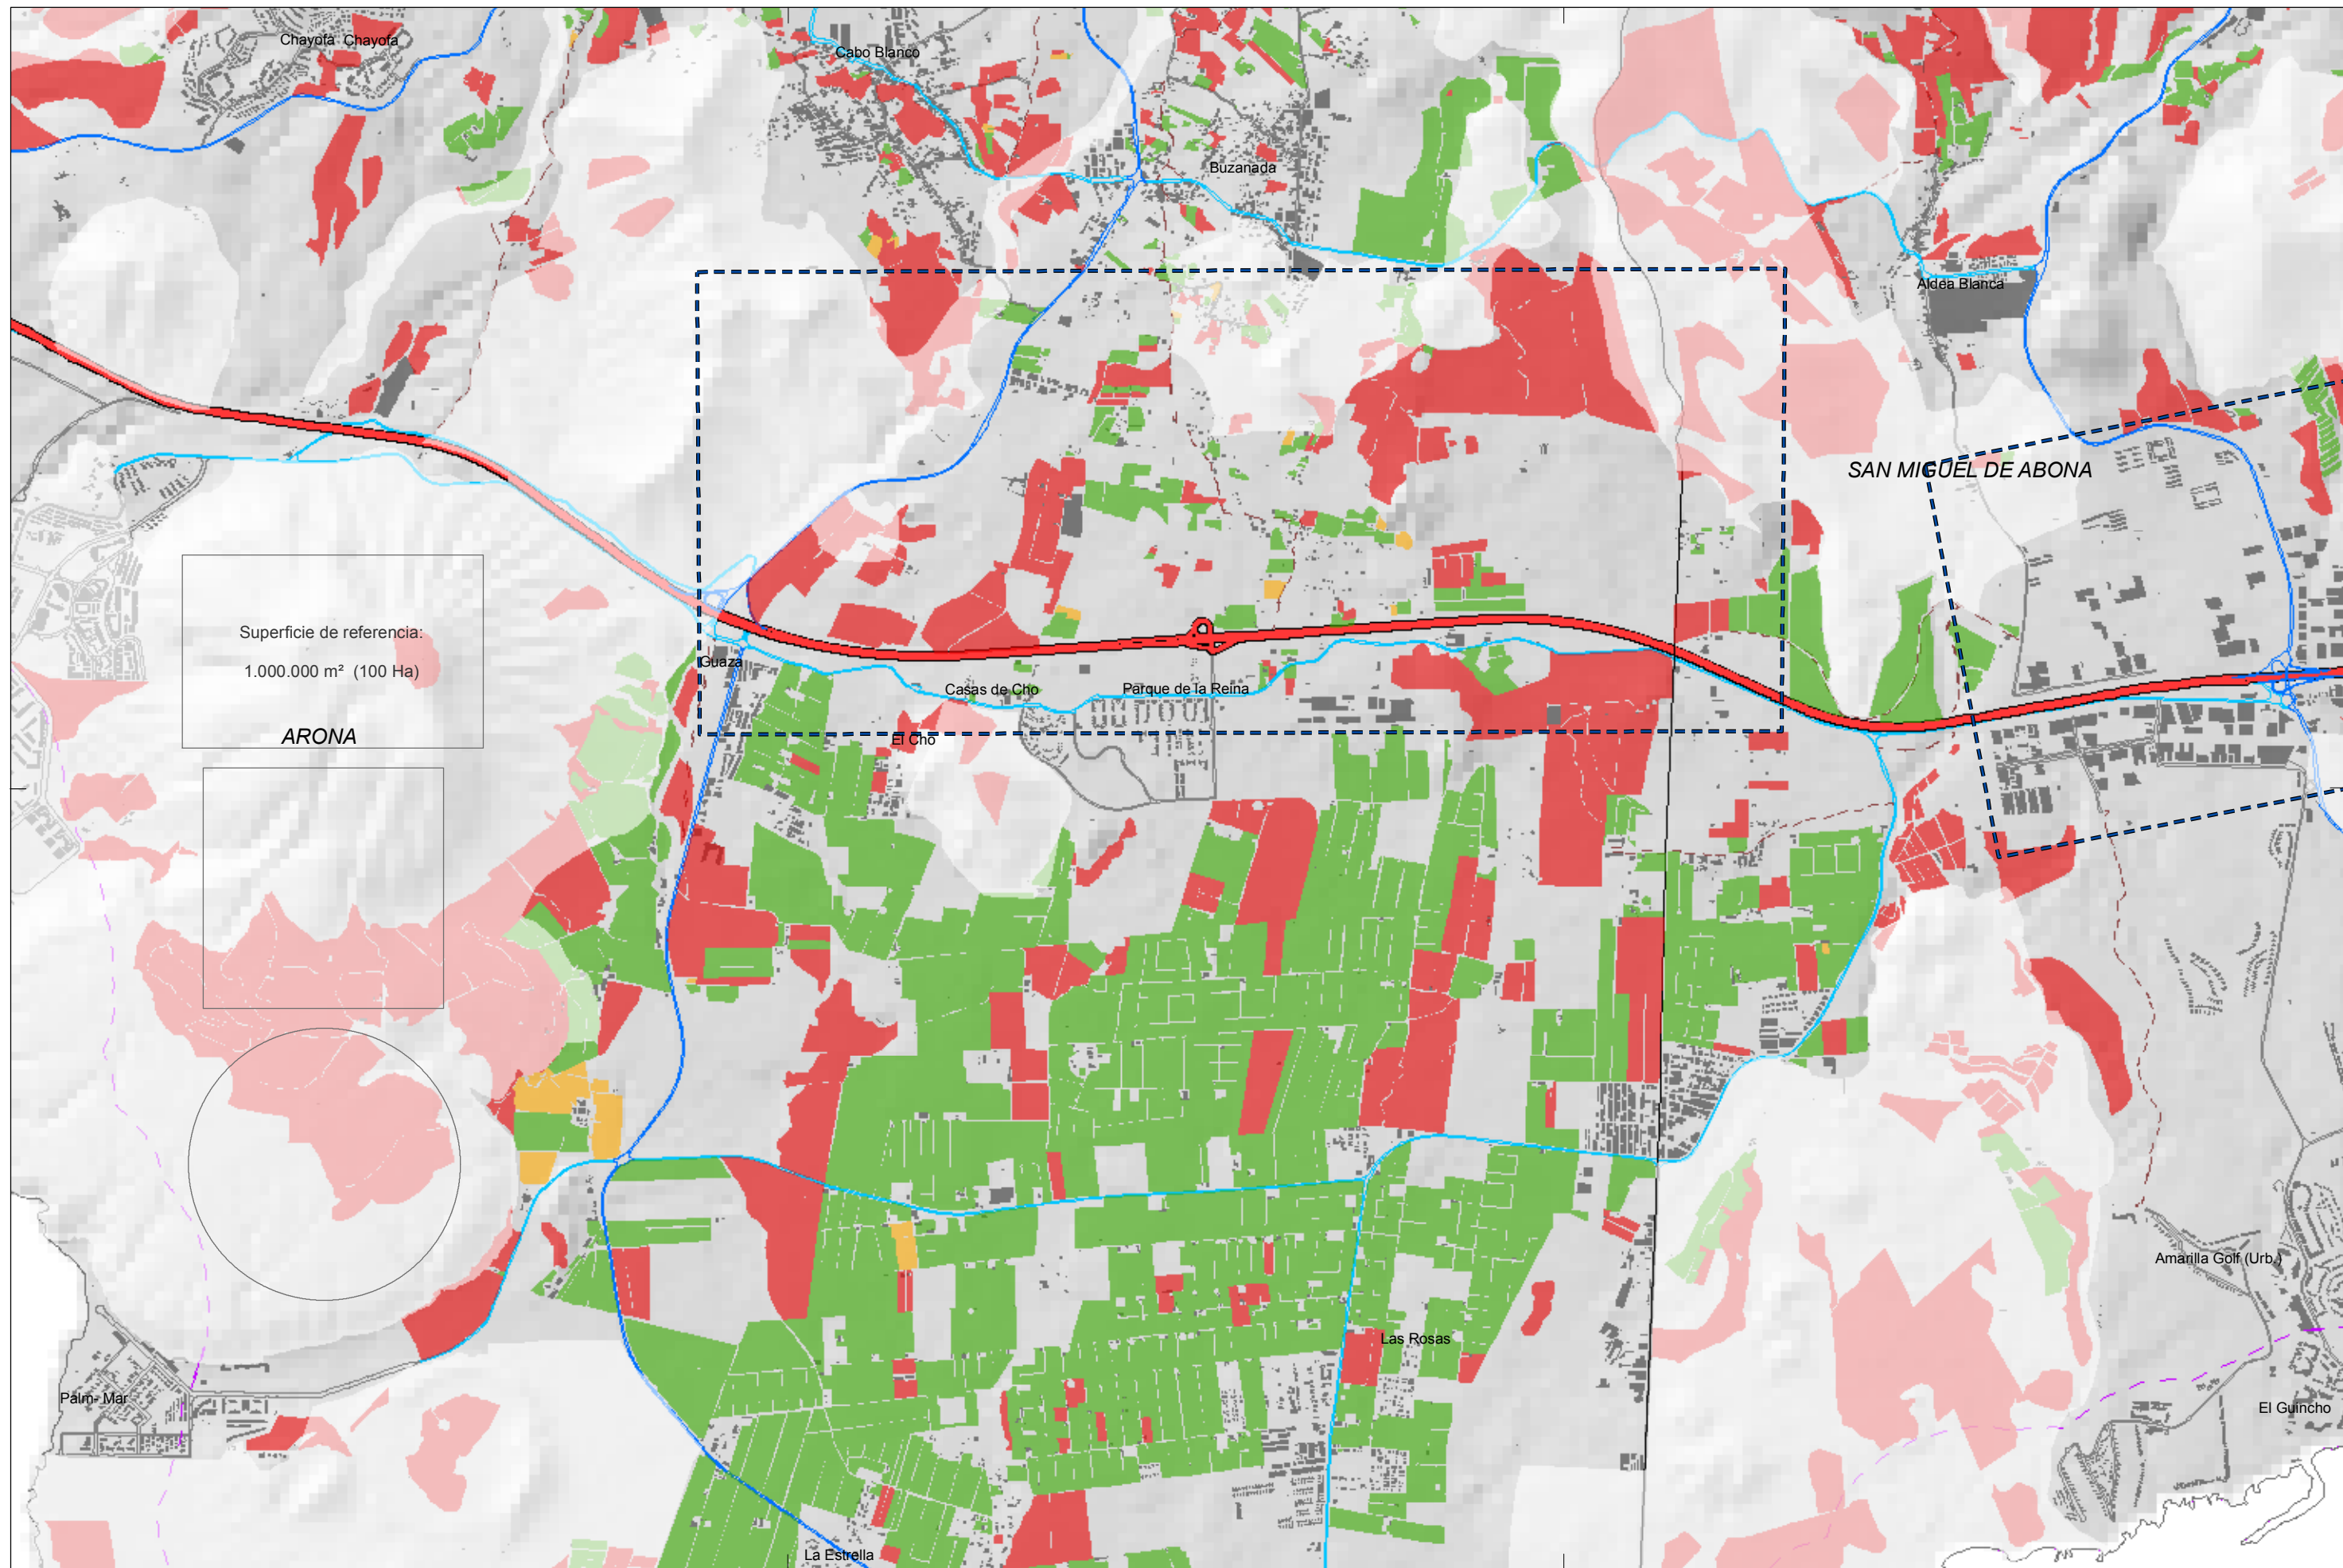 Chayofa Chayofa
Cabo Blanco
Buzanada
Aldea Blanca
SAN MIGUEL DE ABONA
Superficie de referencia:
1.000.000 m² (100 Ha)
ARONA
Guaza
Casas de Cho
Parque de la Reina
El Cho
Amarilla Golf (Urb.)
Las Rosas
Palm- Mar
El Guincho
La Estrella